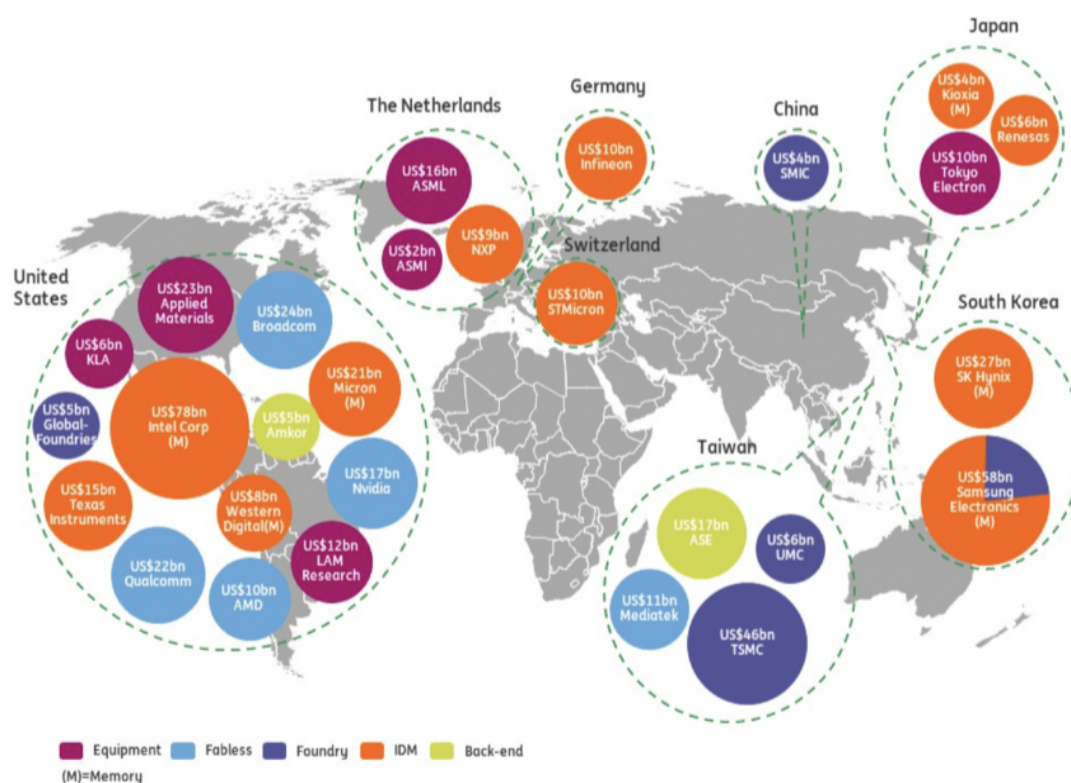 Japan
US$4bn
Kioxia
(M)
US$6bn
Renesas
US$10bn
Tokyo
Electron
Germany
US$10bn
Infineon
China
US$4bn
SMIC
The Netherlands
US$16bn
ASML
US$2bn
ASMI
US$9bn
NXP
Switzerland
US$10bn
STMicron
United
States
US$23bn
Applied
Materials
US$24bn
Broadcom
US$6bn
KLA
US$21bn
Micron
(M)
US$5bn
Global-
Foundries
US$78bn
Intel Corp
(M)
US$5bn
Amkor
US$17bn
Nvidia
US$15bn
Texas
Instruments
US$8bn
Western
Digital(M)
US$12bn
LAM
Research
US$22bn
Qualcomm
US$10bn
AMD
South Korea
US$27bn
SK Hynix
(M)
US$58bn
Samsung
Electronics
(M)
Taiwan
US$17bn
ASE
US$6bn
UMC
US$11bn
Mediatek
US$46bn
TSMC
Equipment
Fabless
Foundry
IDM
Back-end
(M)=Memory